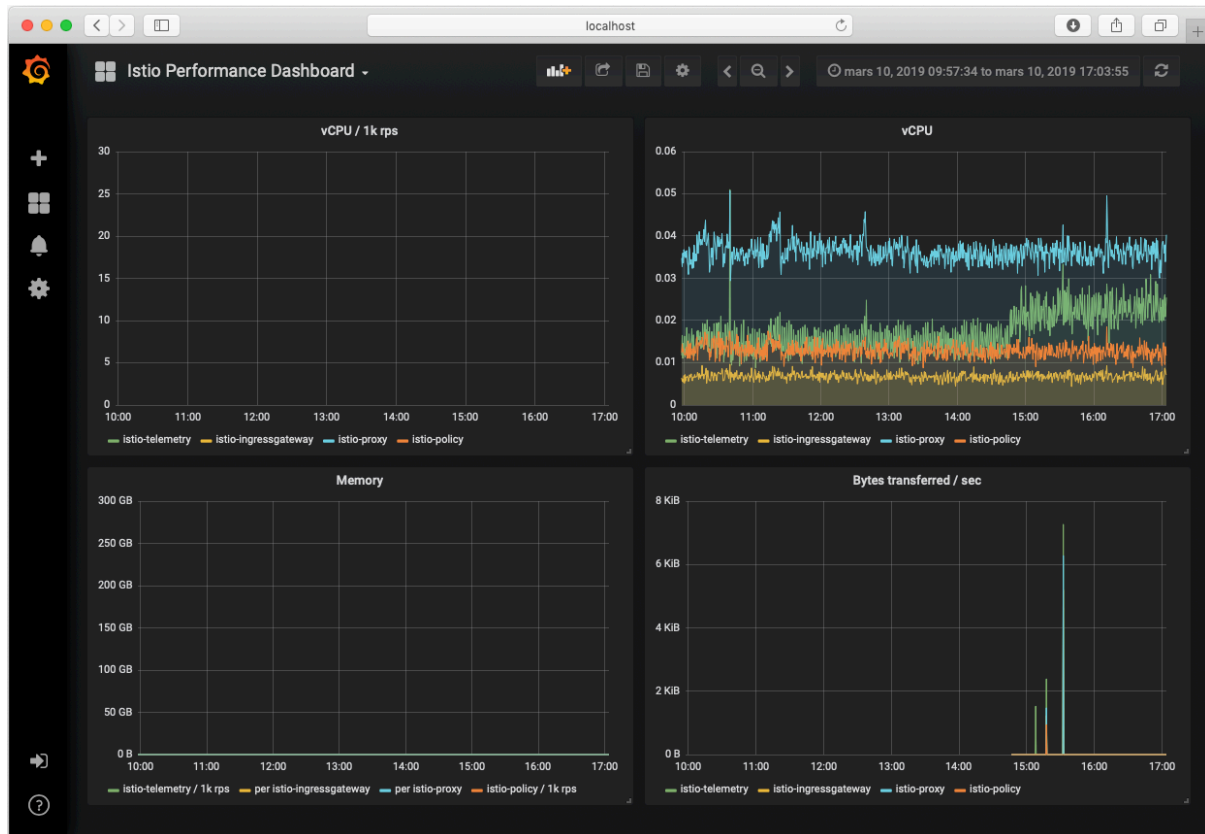 localhost
Istio Performance Dashboard
mars 10, 2019 09:57:34 to mars 10, 2019 17:03:55
vCPU / 1k rps
30
25
20
15
10
5
0
10:00 11:00 12:00 13:00 14:00 15:00 16:00 17:00
istio-telemetry istio-ingressgateway istio-proxy istio-policy
vCPU
0.06
0.05
0.04
0.03
0.02
0.01
0
10:00 11:00 12:00 13:00 14:00 15:00 16:00 17:00
istio-telemetry istio-ingressgateway istio-proxy istio-policy
Memory
300 GB
250 GB
200 GB
150 GB
100 GB
50 GB
0 B
10:00 11:00 12:00 13:00 14:00 15:00 16:00 17:00
istio-telemetry / 1k rps per istio-ingressgateway per istio-proxy istio-policy / 1k rps
Bytes transferred / sec
8 KiB
6 KiB
4 KiB
2 KiB
0 B
10:00 11:00 12:00 13:00 14:00 15:00 16:00 17:00
istio-telemetry istio-ingressgateway istio-proxy istio-policy